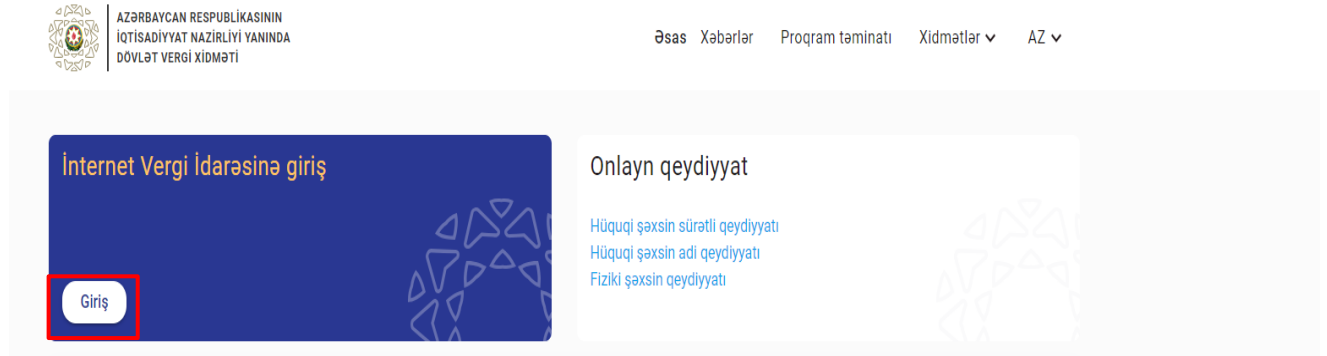 AZƏRBAYCAN RESPUBLİKASININ
İQTİSADİYYAT NAZİRLİYİ YANINDA
DÖVLƏT VERGİ XİDMƏTİ
Əsas Xəbərlər Proqram təminatı Xidmətlər AZ
İnternet Vergi İdarəsinə giriş
Giriş
Onlayn qeydiyyat
Hüquqi şəxsin sürətli qeydiyyatı
Hüquqi şəxsin adi qeydiyyatı
Fiziki şəxsin qeydiyyatı